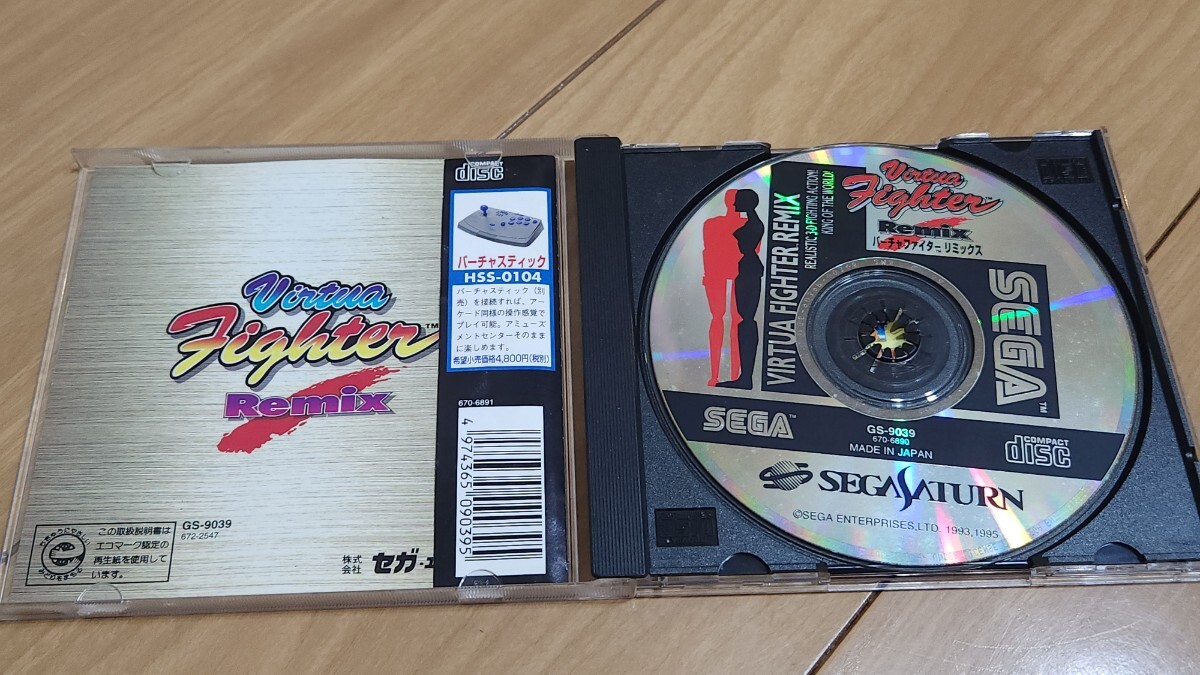 Virtua
Fighter™
Remix
この取扱説明書は
エコマーク認定の
再生紙を使用して
います。
GS-9039
672-2547
株式
会社
セガ・エ
COMPACT
disc
バーチャスティック
HSS-0104
バーチャスティック（別
売）を接続すれば、アー
ケード同様の操作感覚で
プレイ可能。アミューズ
メントセンターそのまま
に楽しめます。
希望小売価格4,800円(税別)
670-6891
4 974365 090395
VIRTUA FIGHTER REMIX
REALISTIC 3-D FIGHTING ACTION!
KING OF THE WORLD!
Virtua
Fighter™
Remix
バーチャファイター リミックス
SEGA™
SEGA™
GS-9039
670-6690
MADE IN JAPAN
COMPACT
disc
SEGASATURN
©SEGA ENTERPRISES,LTD. 1993,1995